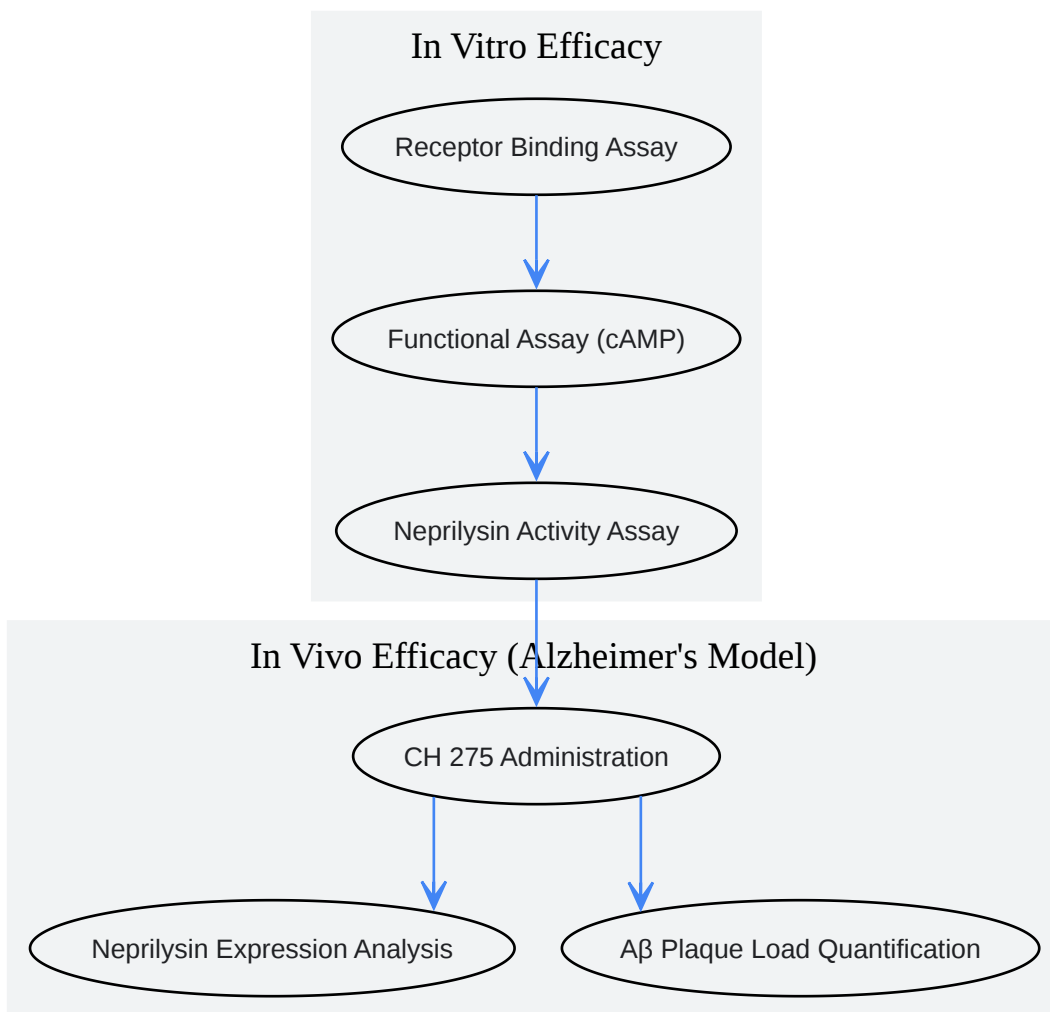 In Vitro Efficacy
Receptor Binding Assay
Functional Assay (cAMP)
Neprilysin Activity Assay
In Vivo Efficacy (Alzheimer's Model)
CH 275 Administration
Neprilysin Expression Analysis
Aβ Plaque Load Quantification